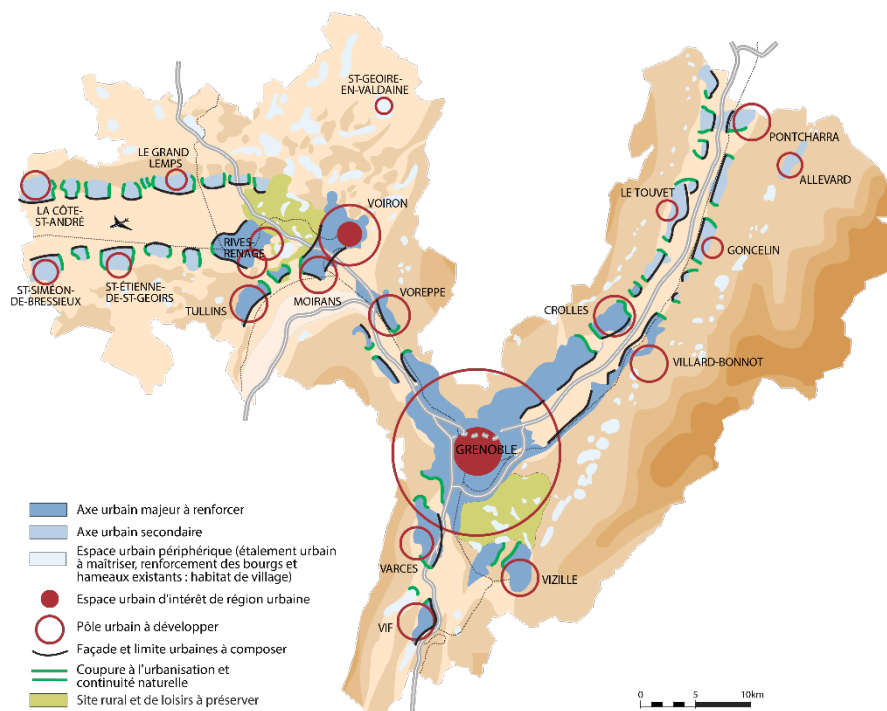 ST-GEOIRE-
EN-VALDAINE
PONTCHARRA
LE GRAND
LEMPS
ALLEVARD
LE TOUVET
VOIRON
LA CÔTE-
ST-ANDRÉ
RIVES-
RENAGE
GONCELIN
ST-SIMÉON-
DE-BRESSIEUX
ST-ÉTIENNE-
DE-ST-GEOIRS
TULLINS
MOIRANS
VOREPPE
CROLLES
VILLARD-BONNOT
GRENOBLE
VARCES
VIZILLE
VIF
Axe urbain majeur à renforcer
Axe urbain secondaire
Espace urbain périphérique (étalement urbain
à maîtriser, renforcement des bourgs et
hameaux existants : habitat de village)
Espace urbain d'intérêt de région urbaine
Pôle urbain à développer
Façade et limite urbaines à composer
Coupure à l'urbanisation et
continuité naturelle
Site rural et de loisirs à préserver
0 5 10km